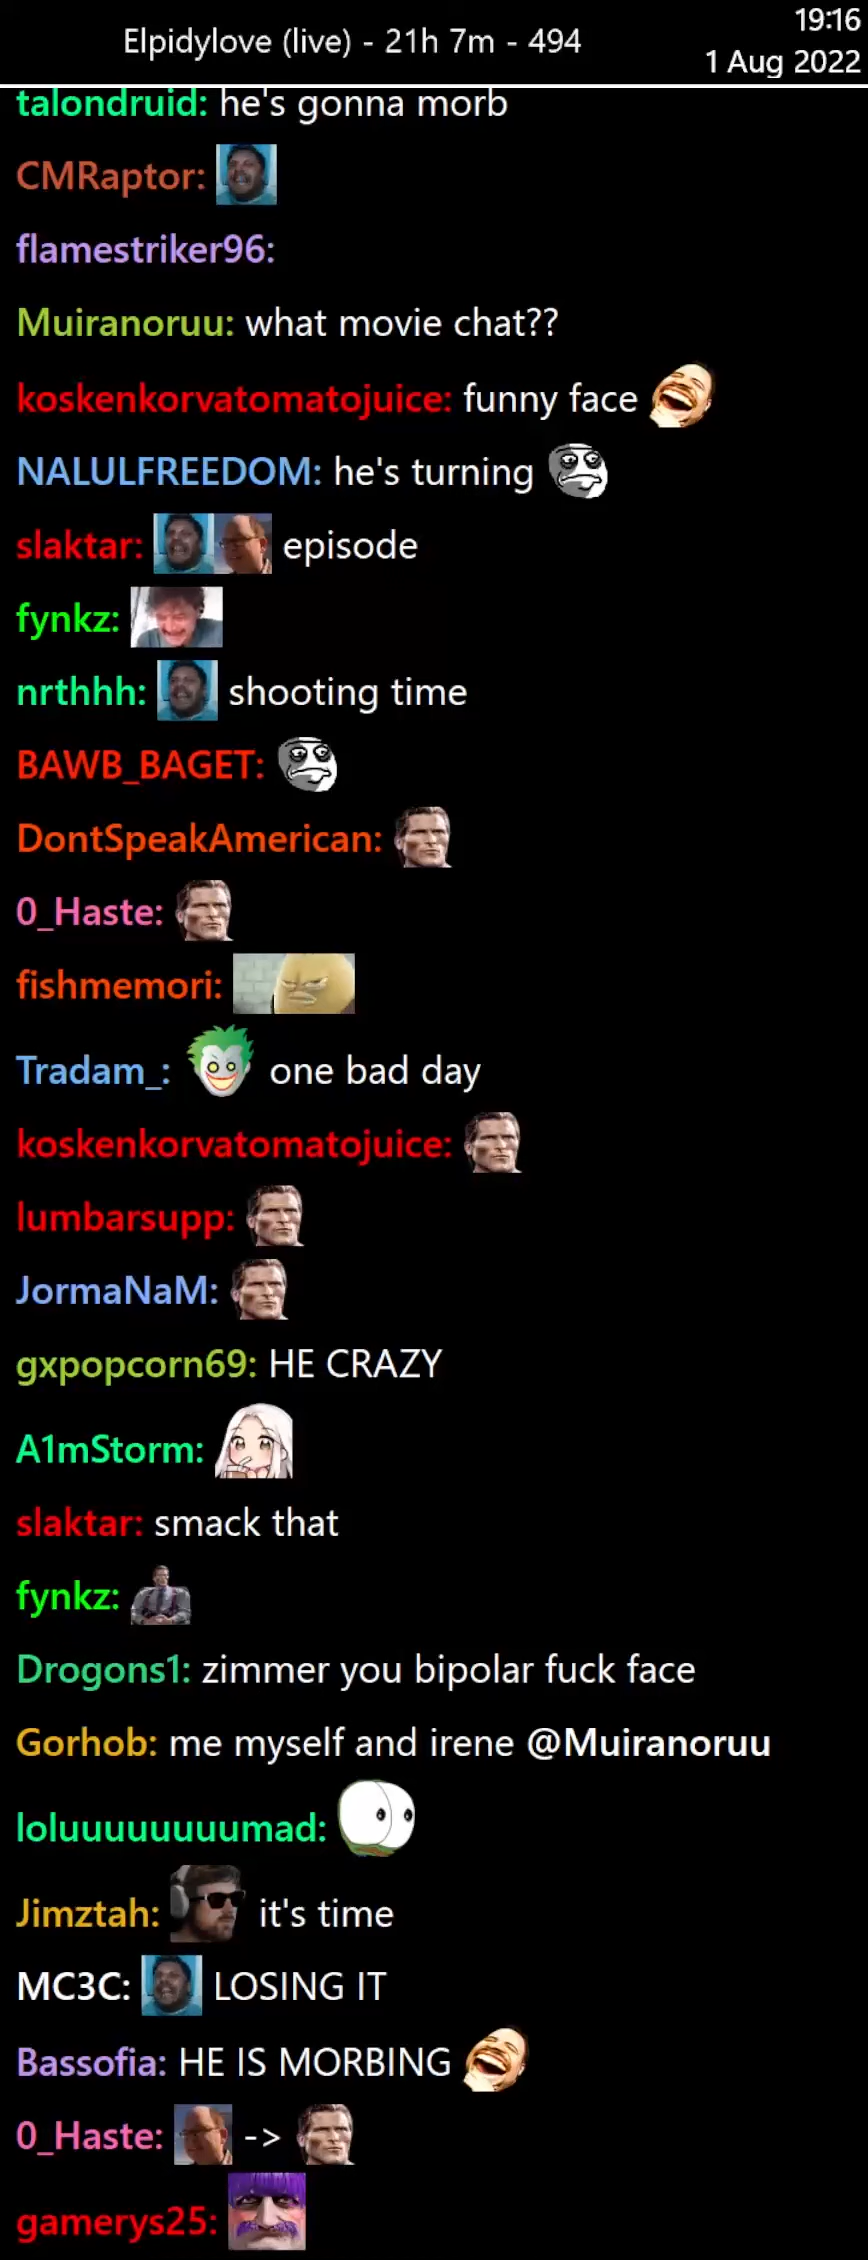 Elpidylove (live) - 21h 7m - 494
19:16
1 Aug 2022
talondruid: he's gonna morb
CMRaptor:
flamestriker96:
Muiranoruu: what movie chat??
koskenkorvatomatojuice: funny face
NALULFREEDOM: he's turning
slaktar: episode
fynkz:
nrthhh: shooting time
BAWB_BAGET:
DontSpeakAmerican:
0_Haste:
fishmemori:
Tradam_: one bad day
koskenkorvatomatojuice:
lumbarsupp:
JormaNaM:
gxpopcorn69: HE CRAZY
A1mStorm:
slaktar: smack that
fynkz:
Drogons1: zimmer you bipolar fuck face
Gorhob: me myself and irene @Muiranoruu
loluuuuuuuumad:
Jimztah: it's time
MC3C: LOSING IT
Bassofia: HE IS MORBING
0_Haste: ->
gamerys25: